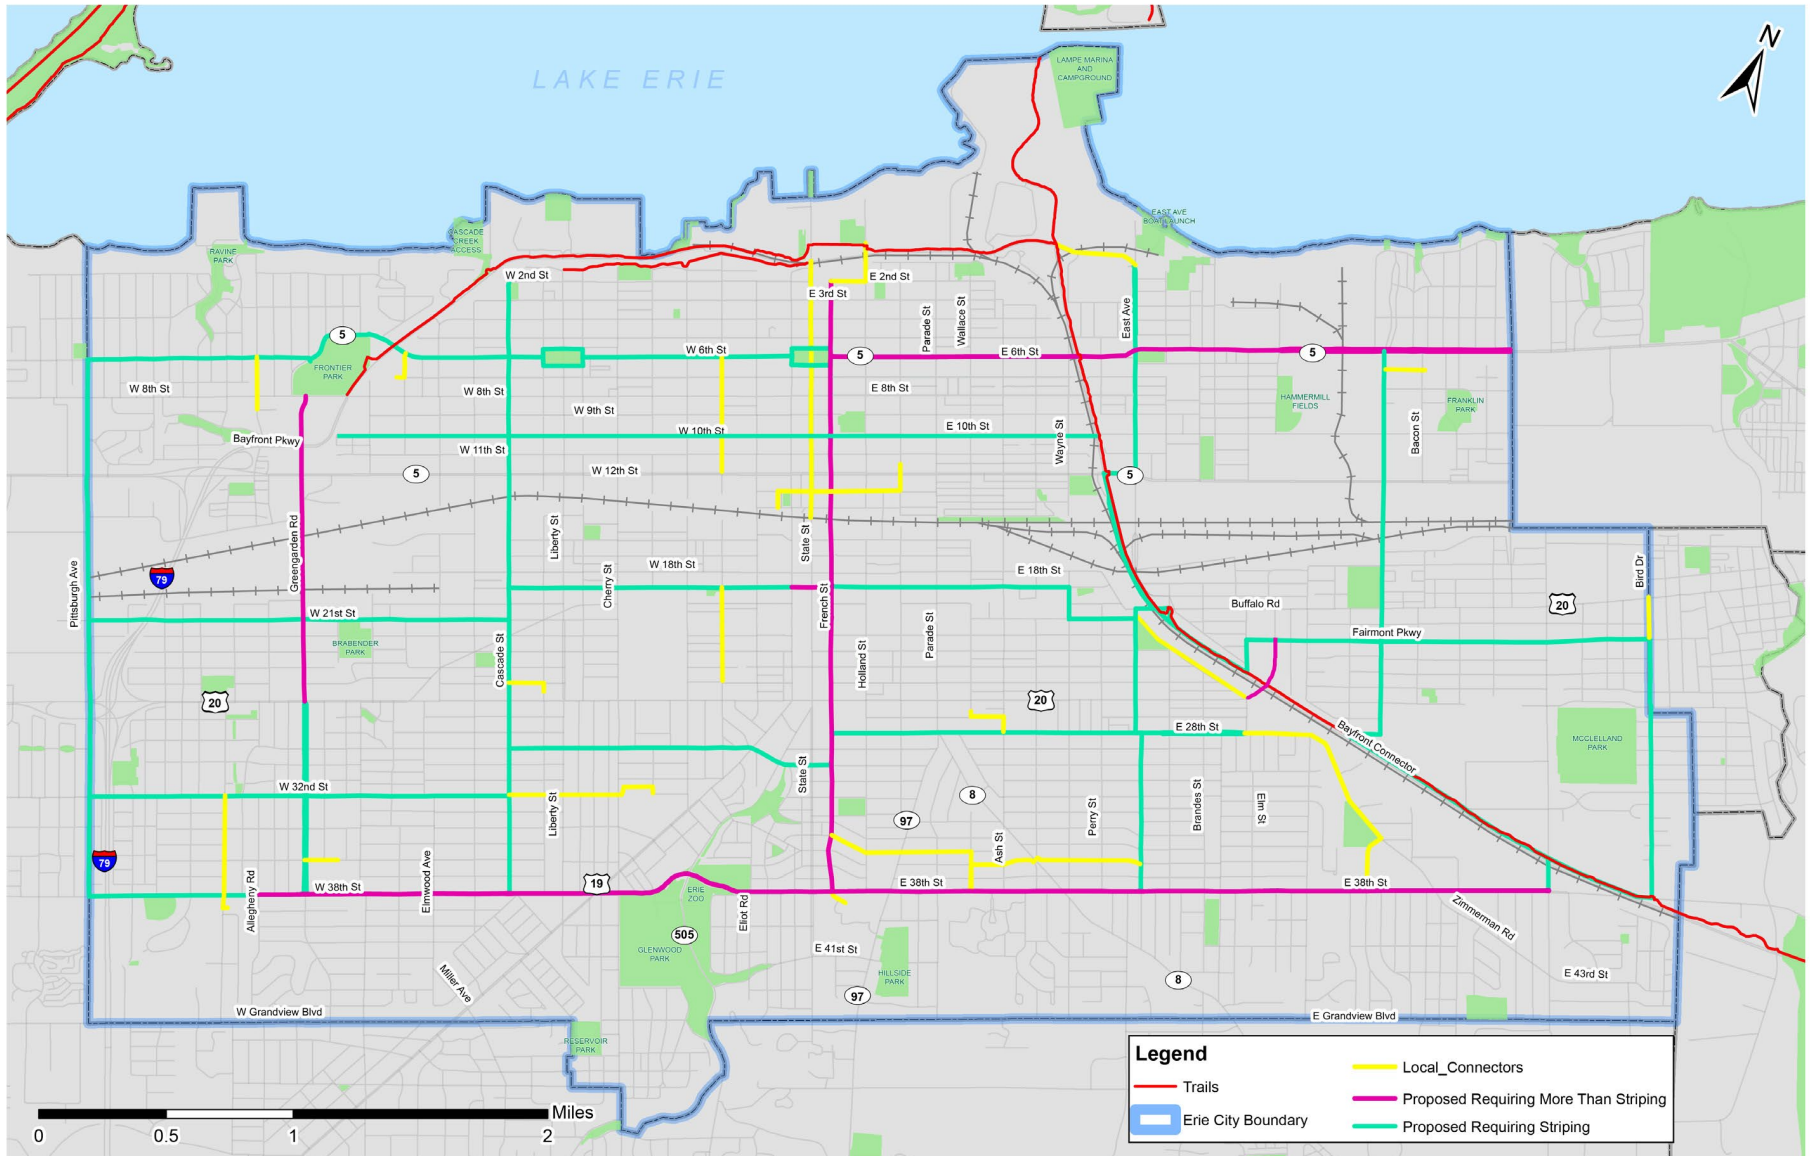 N
LAMPE MARINA
AND
CAMPGROUND
LAKE ERIE
EAST AVE
BOAT LAUNCH
CASCADE
CREEK
ACCESS
RAVINE
PARK
W 2nd St
E 2nd St
E 3rd St
Parade St
Wallace St
East Ave
5
W 6th St
5
E 6th St
5
FRONTIER
PARK
W 8th St
W 8th St
E 8th St
HAMMERMILL
FIELDS
FRANKLIN
PARK
W 9th St
Bayfront Pkwy
W 10th St
E 10th St
Wayne St
Bacon St
W 11th St
5
W 12th St
5
Greengarden Rd
Liberty St
State St
Pittsburgh Ave
79
W 18th St
E 18th St
Cherry St
French St
Bird Dr
20
Buffalo Rd
W 21st St
Fairmont Pkwy
BRABENDER
PARK
Cascade St
Holland St
Parade St
20
20
E 28th St
Bayfront Connector
MCCLELLAND
PARK
W 32nd St
State St
Liberty St
8
97
Perry St
Brandes St
Elm St
Ash St
79
Elmwood Ave
Allegheny Rd
W 38th St
19
E 38th St
E 38th St
ERIE
ZOO
Eliot Rd
Zimmerman Rd
505
GLENWOOD
PARK
E 41st St
HILLSIDE
PARK
E 43rd St
8
97
Miller Ave
W Grandview Blvd
E Grandview Blvd
RESERVOIR
PARK
Legend
Trails
Erie City Boundary
Local_Connectors
Proposed Requiring More Than Striping
Proposed Requiring Striping
Miles
0 0.5 1 2